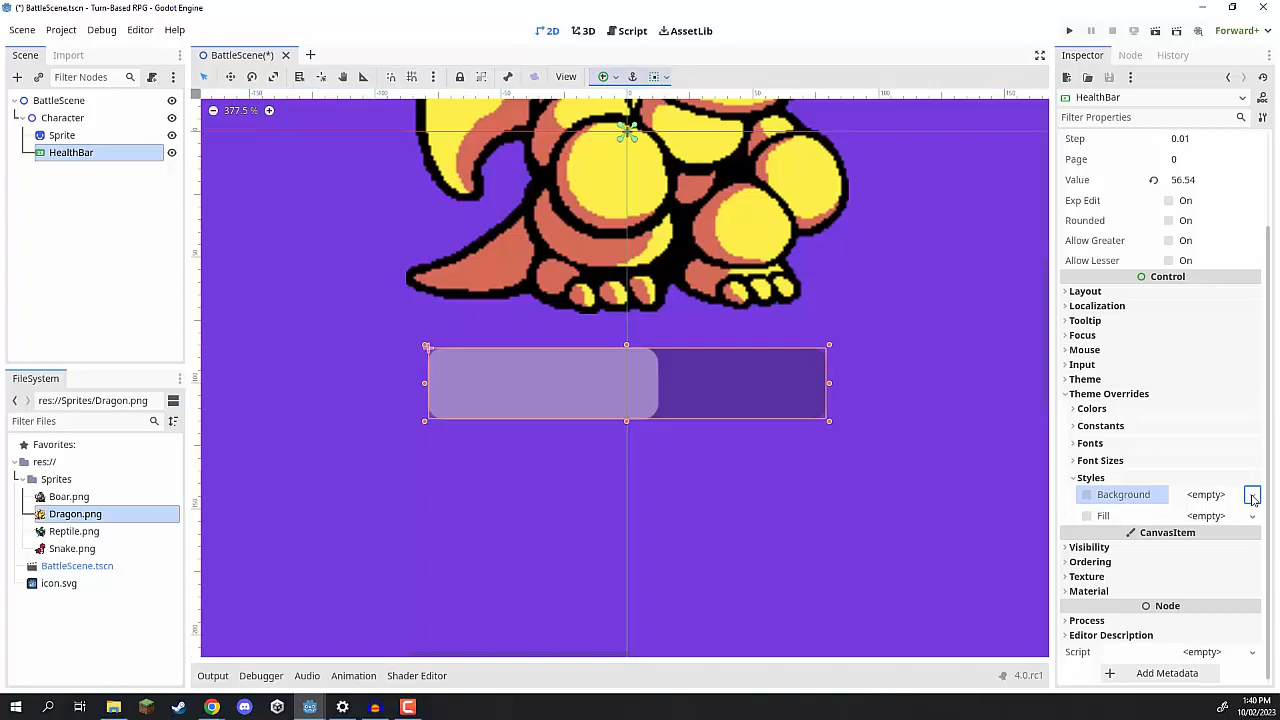 (*) BattleScene.tscn - Turn-Based RPG - Godot Engine
Scene Project Debug Editor Help
2D 3D Script AssetLib
Forward+
Scene Import
BattleScene(*)
Inspector Node History
Filter Nodes
View
BattleScene
Character
Sprite
HealthBar
377.5 %
HealthBar
Filter Properties
Step 0.01
Page 0
Value 56.54
Exp Edit On
Rounded On
Allow Greater On
Allow Lesser On
Control
Layout
Localization
Tooltip
Focus
Mouse
Input
Theme
Theme Overrides
Colors
Constants
Fonts
Font Sizes
Styles
Background <empty>
Fill <empty>
CanvasItem
Visibility
Ordering
Texture
Material
Node
Process
Editor Description
Script <empty>
Add Metadata
FileSystem
res://Sprites/Dragon.png
Filter Files
Favorites:
res://
Sprites
Boar.png
Dragon.png
Reptile.png
Snake.png
BattleScene.tscn
icon.svg
Output Debugger Audio Animation Shader Editor
4.0.rc1
1:40 PM
10/02/2023